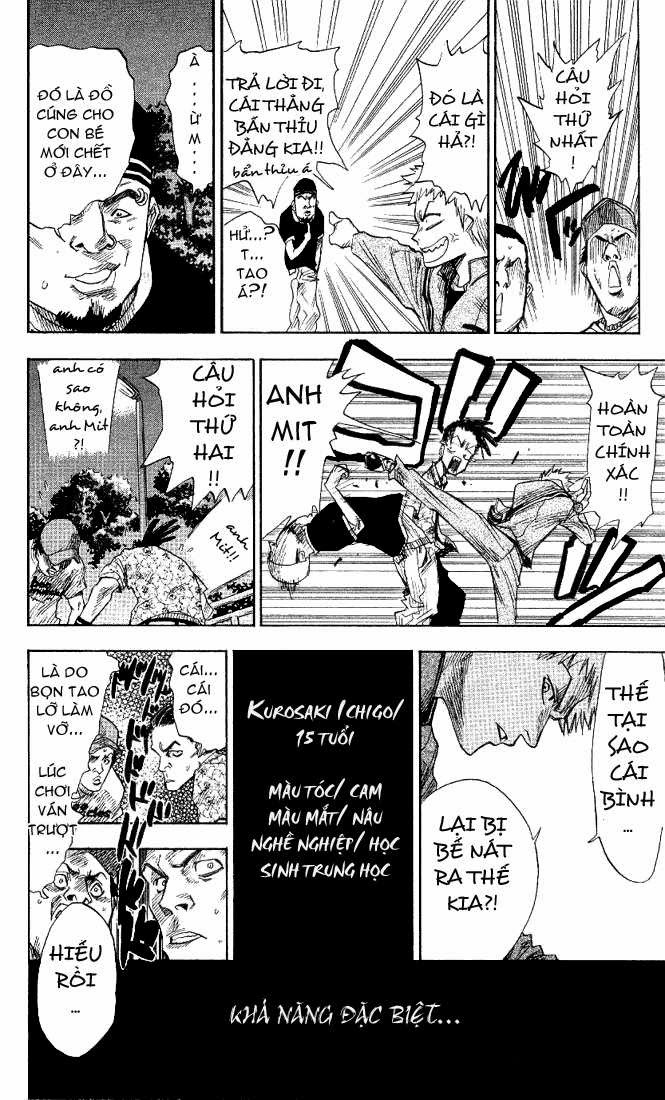 CÂU
HỎI
THỨ
NHẤT
!
ĐÓ LÀ
CÁI GÌ
HẢ?!
TRẢ LỜI ĐI,
CÁI THẰNG
BẨN THỈU
ĐẰNG KIA!!
bẩn thỉu á
HỬ...?
T...
TAO
Á?!
À
...
ỪM
...
ĐÓ LÀ ĐỒ
CÚNG CHO
CON BÉ
MỚI CHẾT
Ở ĐÂY...
HOÀN
TOÀN
CHÍNH
XÁC
!!
ANH
MIT
!!
CÂU
HỎI
THỨ
HAI
!!
anh có
sao
không,
anh Mit
?!
anh
Mit!!
THẾ
TẠI
SAO
CÁI
BÌNH
...
LẠI BỊ
BỂ NÁT
RA THẾ
KIA?!
CÁI...
CÁI
ĐÓ...
LÀ DO
BỌN TAO
LỠ LÀM
VỠ...
LÚC
CHƠI
VÁN
TRƯỢT
...
HIỂU
RỒI
...
KUROSAKI ICHIGO/
15 TUỔI
MÀU TÓC/ CAM
MÀU MẮT/ NÂU
NGHỀ NGHIỆP/ HỌC
SINH TRUNG HỌC
KHẢ NĂNG ĐẶC BIỆT...